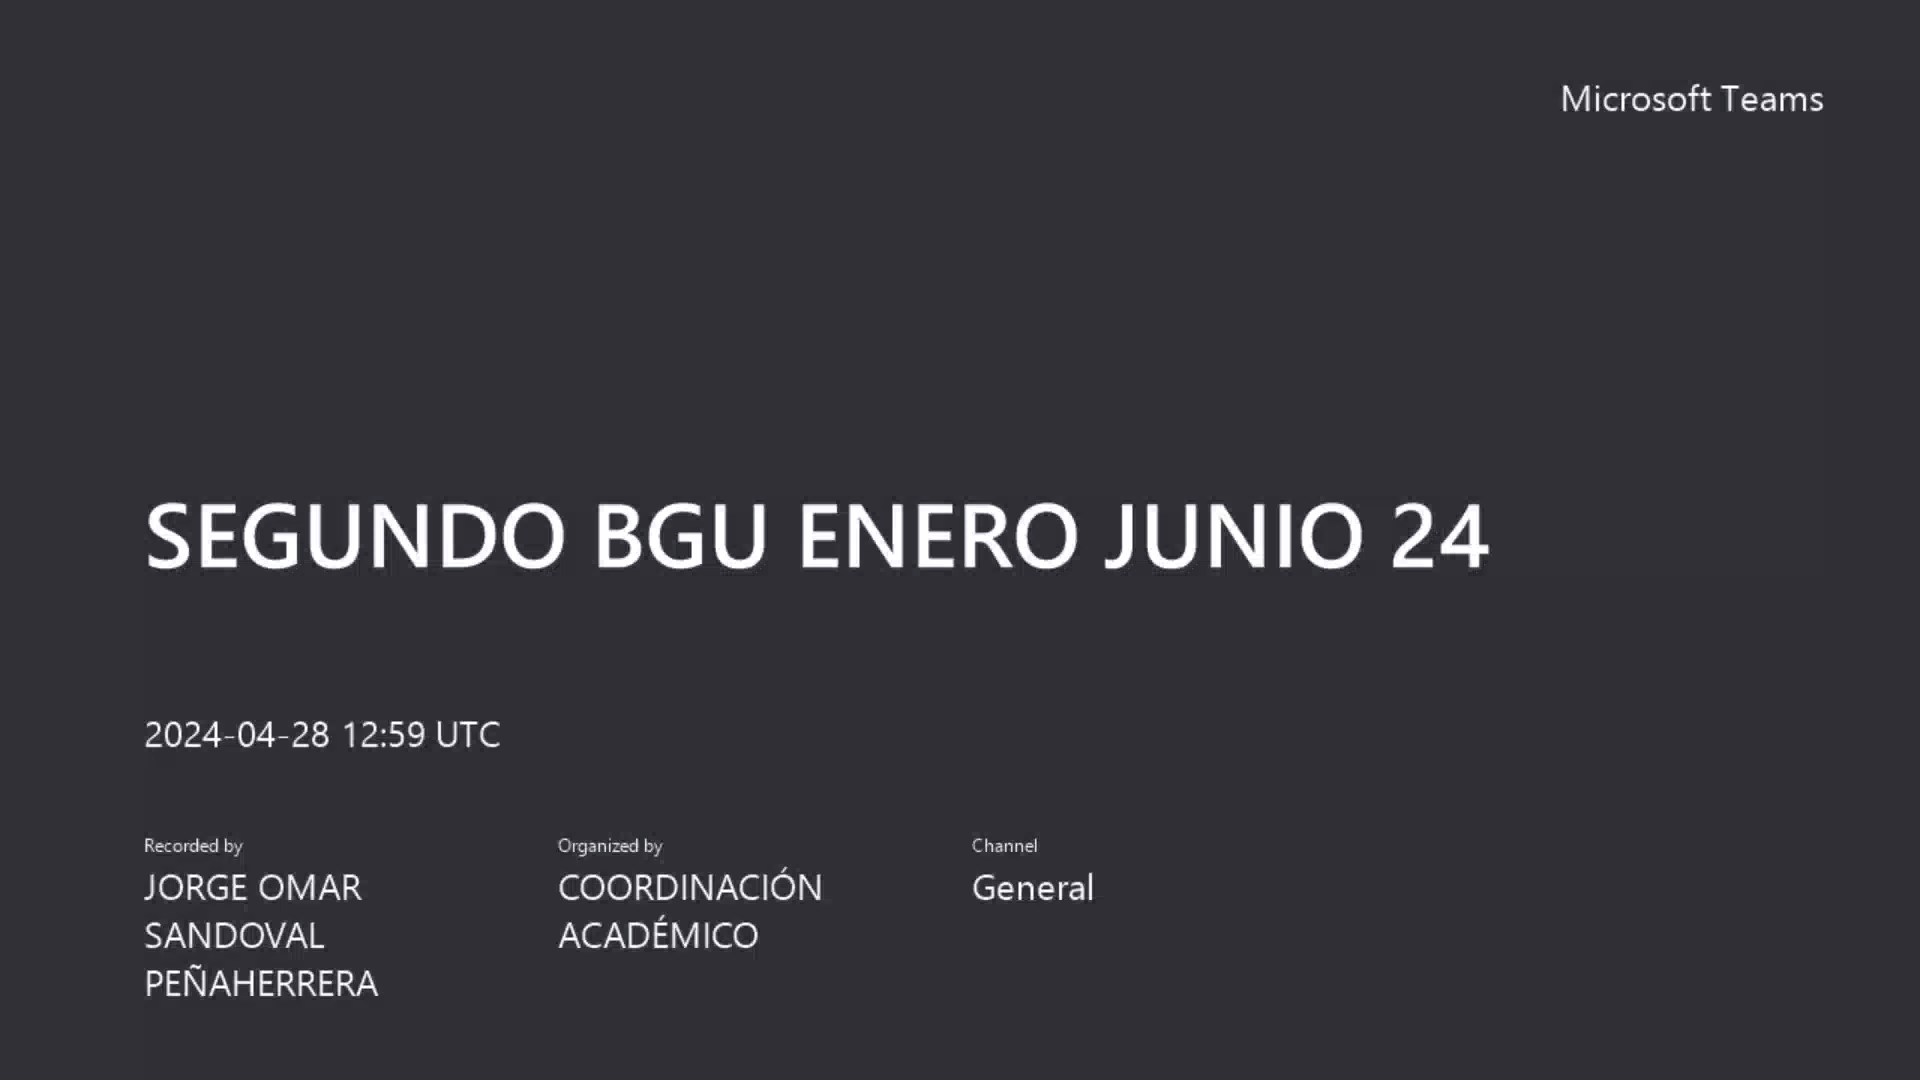 Microsoft Teams
SEGUNDO BGU ENERO JUNIO 24
2024-04-28 12:59 UTC
Recorded by
JORGE OMAR
SANDOVAL
PEÑAHERRERA
Organized by
COORDINACIÓN
ACADÉMICO
Channel
General